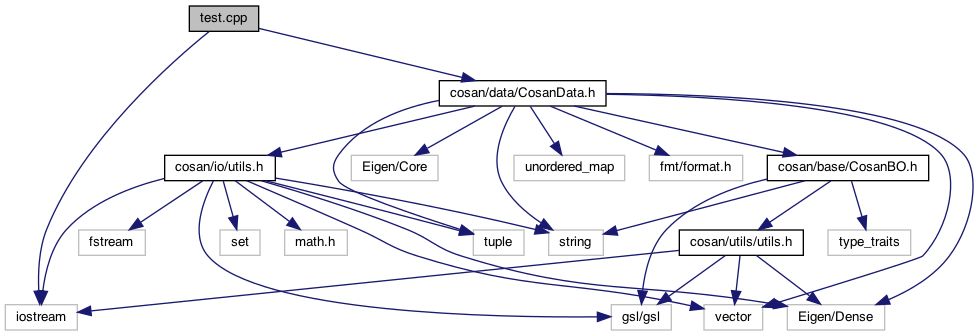 test.cpp
cosan/data/CosanData.h
cosan/io/utils.h
Eigen/Core
unordered_map
fmt/format.h
cosan/base/CosanBO.h
fstream
set
math.h
tuple
string
cosan/utils/utils.h
type_traits
iostream
gsl/gsl
vector
Eigen/Dense